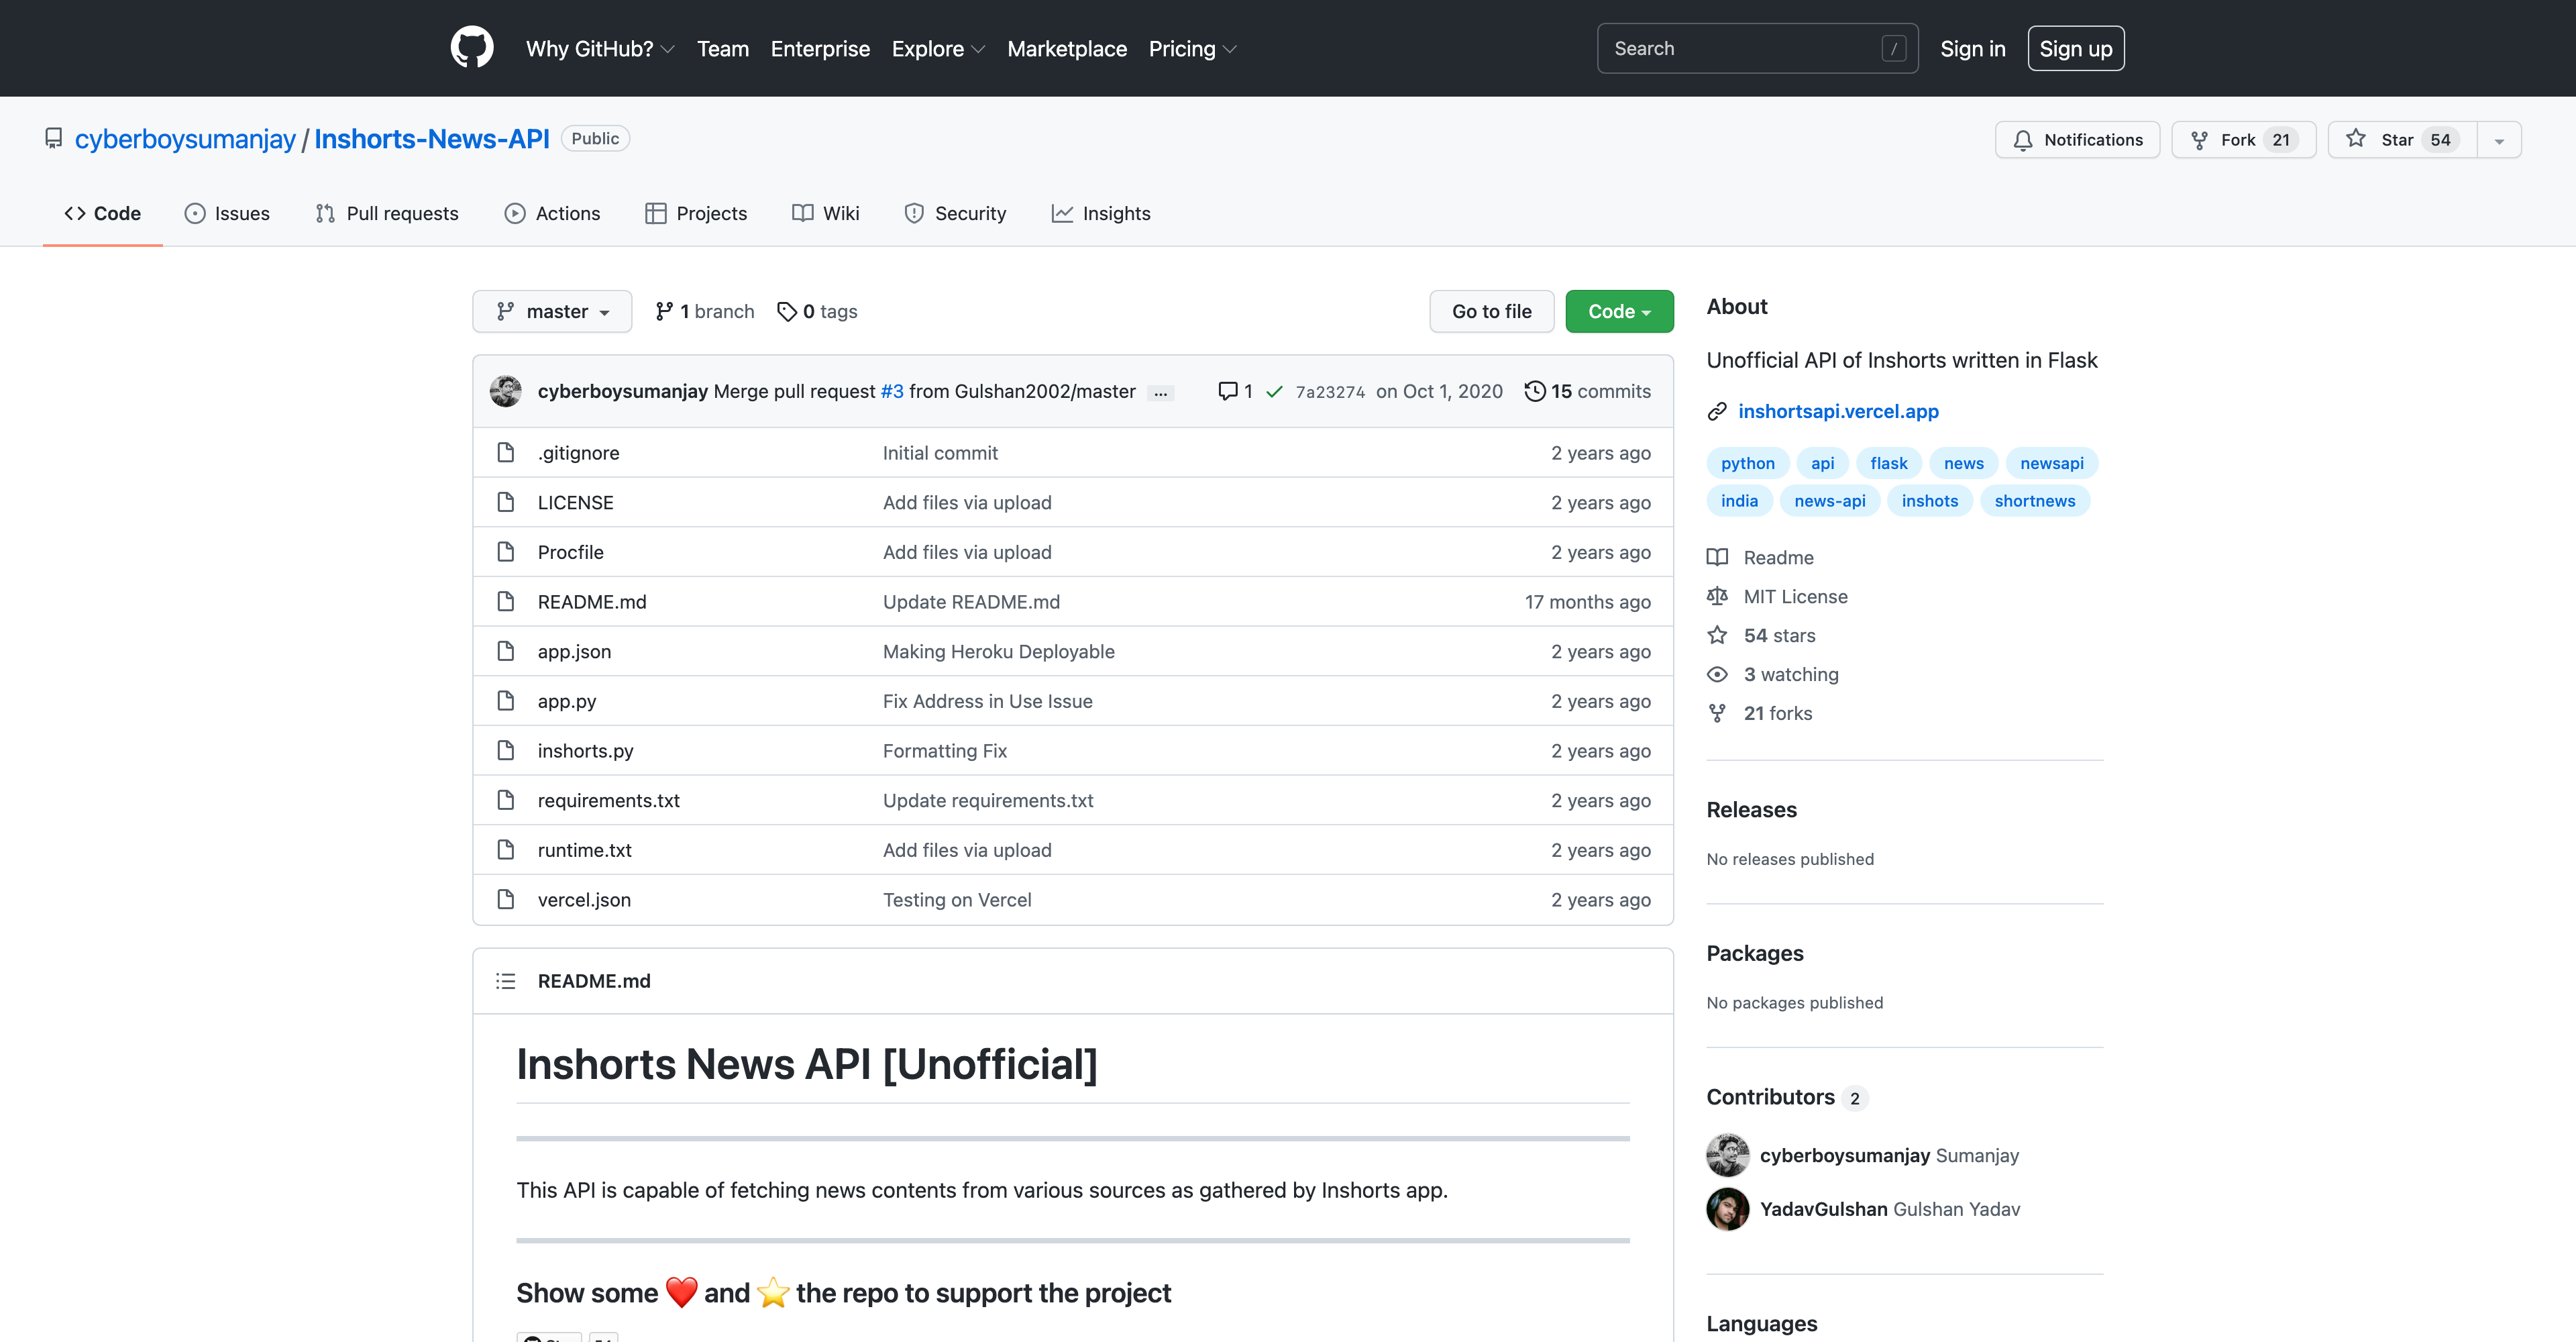 Why GitHub? Team Enterprise Explore Marketplace Pricing Search / Sign in Sign up
cyberboysumanjay / Inshorts-News-API Public Notifications Fork 21 Star 54
Code Issues Pull requests Actions Projects Wiki Security Insights
master 1 branch 0 tags Go to file Code
cyberboysumanjay Merge pull request #3 from Gulshan2002/master ... 1 7a23274 on Oct 1, 2020 15 commits
.gitignore Initial commit 2 years ago
LICENSE Add files via upload 2 years ago
Procfile Add files via upload 2 years ago
README.md Update README.md 17 months ago
app.json Making Heroku Deployable 2 years ago
app.py Fix Address in Use Issue 2 years ago
inshorts.py Formatting Fix 2 years ago
requirements.txt Update requirements.txt 2 years ago
runtime.txt Add files via upload 2 years ago
vercel.json Testing on Vercel 2 years ago
README.md
Inshorts News API [Unofficial]
This API is capable of fetching news contents from various sources as gathered by Inshorts app.
Show some ❤️ and ⭐ the repo to support the project
About
Unofficial API of Inshorts written in Flask
inshortsapi.vercel.app
python api flask news newsapi
india news-api inshots shortnews
Readme
MIT License
54 stars
3 watching
21 forks
Releases
No releases published
Packages
No packages published
Contributors 2
cyberboysumanjay Sumanjay
YadavGulshan Gulshan Yadav
Languages